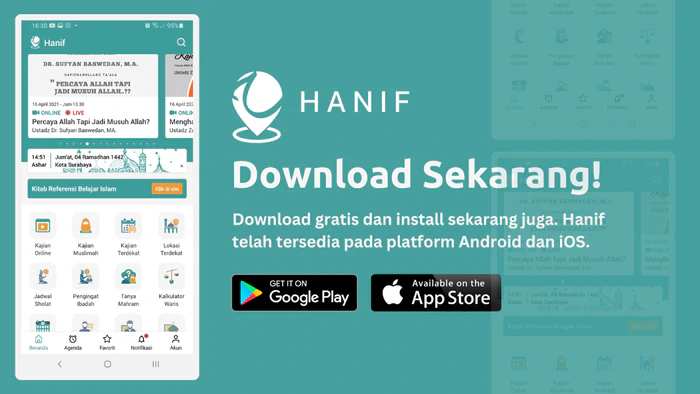 16:30
Hanif
DR. SUFYAN BASWEDAN, M.A.
" PERCAYA ALLAH TAPI
JADI MUSUH ALLAH..??
16 April 2021 - Jam 13.30
ONLINE LIVE
Percaya Allah Tapi Jadi Musuh Allah?
Ustadz Dr. Sufyan Baswedan, MA.
16 April
ONLINE
Mengha
Ustadz Za
14:51
Ashar
Jum'at, 04 Ramadhan 1442
Kota Surabaya
Kitab Referensi Belajar Islam
Klik di sini
Kajian
Online
Kajian
Muslimah
Kajian
Terdekat
Lokasi
Terdekat
Jadwal
Sholat
Pengingat
Ibadah
Tanya
Mahram
Kalkulator
Waris
Beranda
Agenda
Favorit
Notifikasi
Akun
HANIF
Download Sekarang!
Download gratis dan install sekarang juga. Hanif
telah tersedia pada platform Android dan iOS.
GET IT ON
Google Play
Available on the
App Store